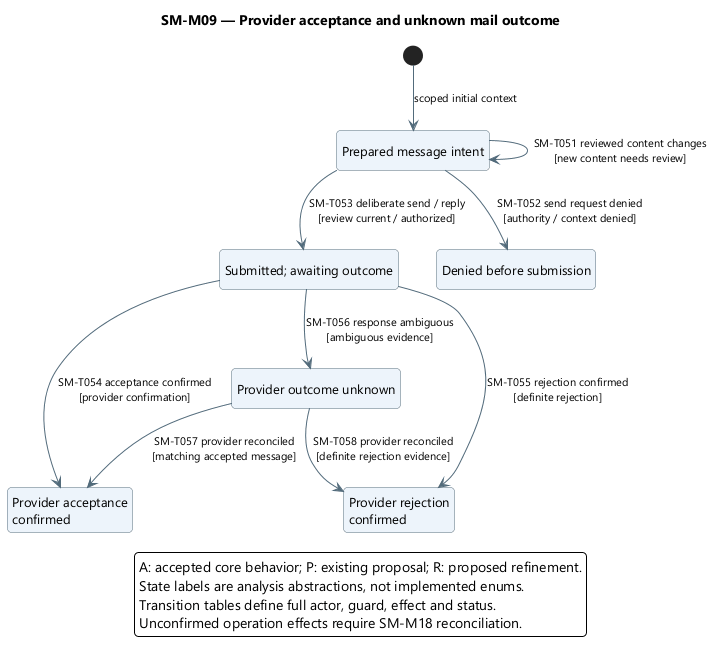 SM-M09 — Provider acceptance and unknown mail outcome
scoped initial context
Prepared message intent
SM-T051 reviewed content changes
[new content needs review]
SM-T053 deliberate send / reply
[review current / authorized]
SM-T052 send request denied
[authority / context denied]
Submitted; awaiting outcome
Denied before submission
SM-T056 response ambiguous
[ambiguous evidence]
SM-T054 acceptance confirmed
[provider confirmation]
Provider outcome unknown
SM-T055 rejection confirmed
[definite rejection]
SM-T057 provider reconciled
[matching accepted message]
SM-T058 provider reconciled
[definite rejection evidence]
Provider acceptance
confirmed
Provider rejection
confirmed
A: accepted core behavior; P: existing proposal; R: proposed refinement.
State labels are analysis abstractions, not implemented enums.
Transition tables define full actor, guard, effect and status.
Unconfirmed operation effects require SM-M18 reconciliation.